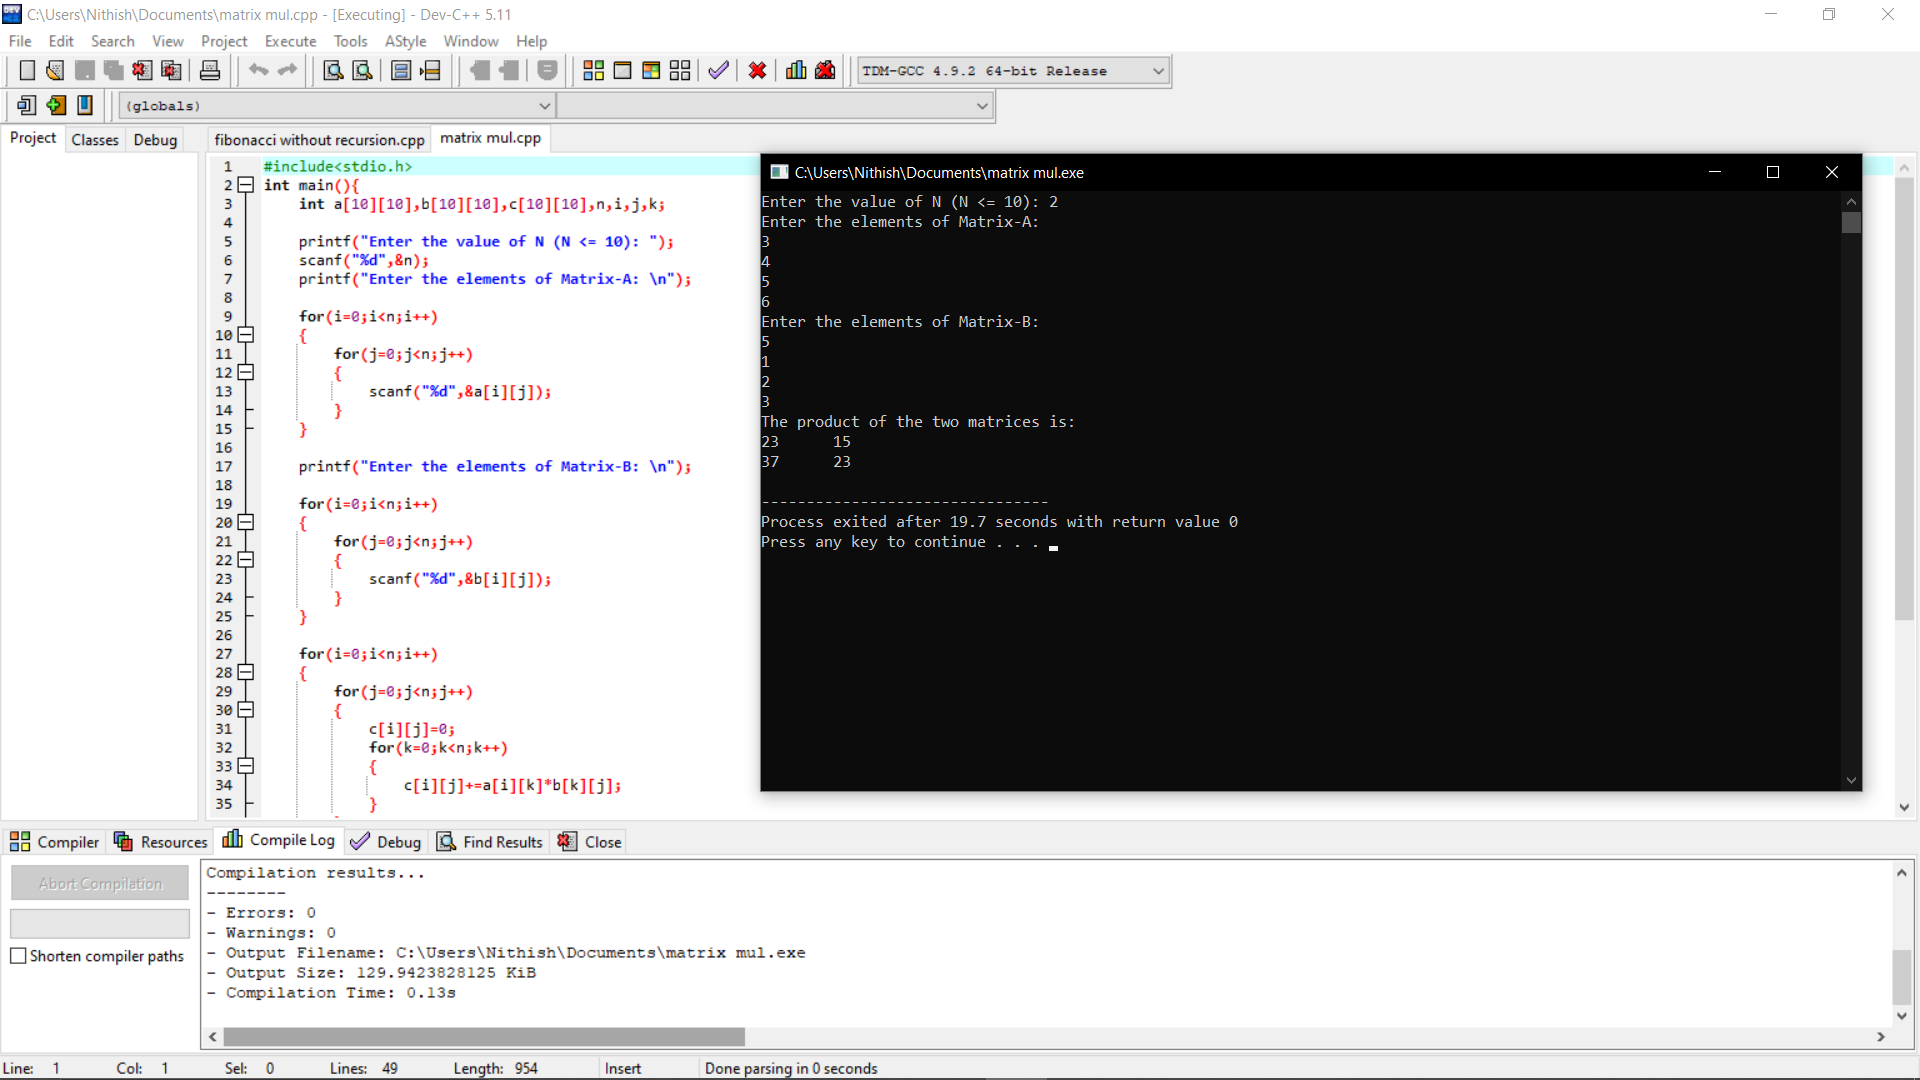 C:\Users\Nithish\Documents\matrix mul.cpp - [Executing] - Dev-C++ 5.11
File Edit Search View Project Execute Tools AStyle Window Help
TDM-GCC 4.9.2 64-bit Release
(globals)
Project Classes Debug
fibonacci without recursion.cpp matrix mul.cpp
1 #include<stdio.h>
2 int main(){
3 int a[10][10],b[10][10],c[10][10],n,i,j,k;
4
5 printf("Enter the value of N (N <= 10): ");
6 scanf("%d",&n);
7 printf("Enter the elements of Matrix-A: \n");
8
9 for(i=0;i<n;i++)
10 {
11 for(j=0;j<n;j++)
12 {
13 scanf("%d",&a[i][j]);
14 }
15 }
16
17 printf("Enter the elements of Matrix-B: \n");
18
19 for(i=0;i<n;i++)
20 {
21 for(j=0;j<n;j++)
22 {
23 scanf("%d",&b[i][j]);
24 }
25 }
26
27 for(i=0;i<n;i++)
28 {
29 for(j=0;j<n;j++)
30 {
31 c[i][j]=0;
32 for(k=0;k<n;k++)
33 {
34 c[i][j]+=a[i][k]*b[k][j];
35 }
C:\Users\Nithish\Documents\matrix mul.exe
Enter the value of N (N <= 10): 2
Enter the elements of Matrix-A:
3
4
5
6
Enter the elements of Matrix-B:
5
1
2
3
The product of the two matrices is:
23 15
37 23
--------------------------------
Process exited after 19.7 seconds with return value 0
Press any key to continue . . .
Compiler Resources Compile Log Debug Find Results Close
Abort Compilation
Shorten compiler paths
Compilation results...
--------
- Errors: 0
- Warnings: 0
- Output Filename: C:\Users\Nithish\Documents\matrix mul.exe
- Output Size: 129.9423828125 KiB
- Compilation Time: 0.13s
Line: 1 Col: 1 Sel: 0 Lines: 49 Length: 954 Insert Done parsing in 0 seconds